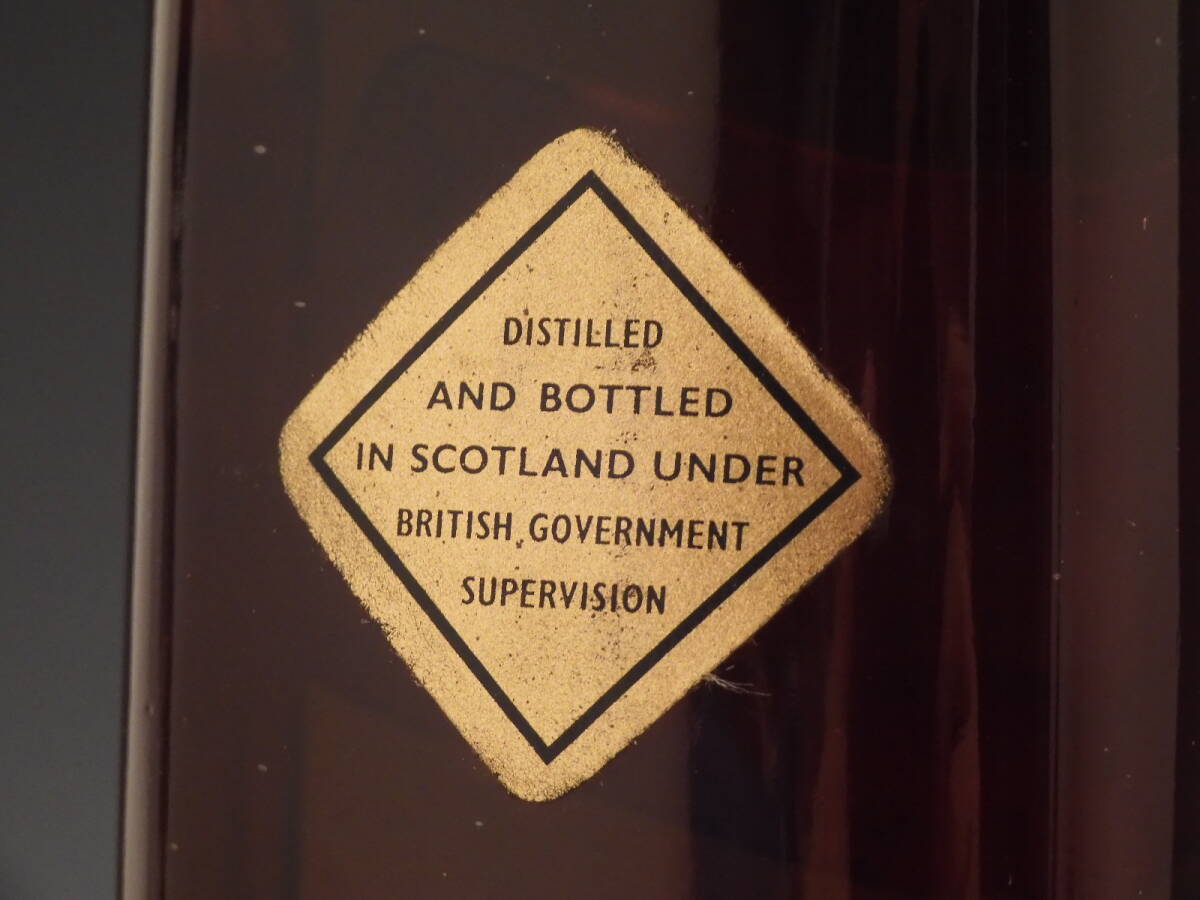 DISTILLED
AND BOTTLED
IN SCOTLAND UNDER
BRITISH GOVERNMENT
SUPERVISION